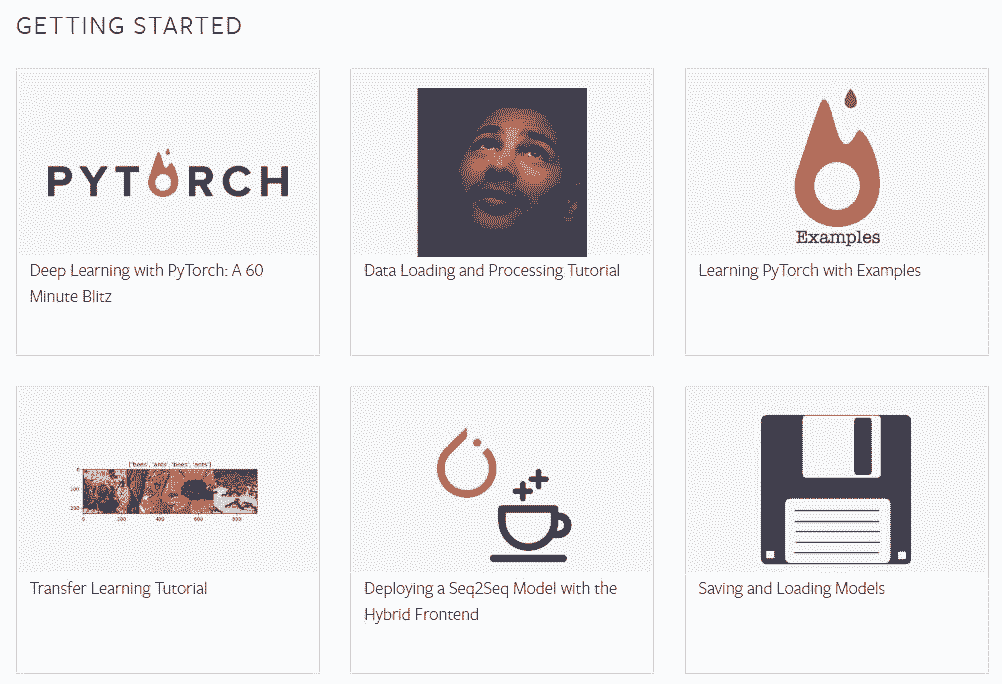 GETTING STARTED
PYTORCH
Deep Learning with PyTorch: A 60
Minute Blitz
Data Loading and Processing Tutorial
Examples
Learning PyTorch with Examples
['bees', 'ants', 'bees', 'ants']
0
100
200
0 200 400 600 800
Transfer Learning Tutorial
++
Deploying a Seq2Seq Model with the
Hybrid Frontend
Saving and Loading Models